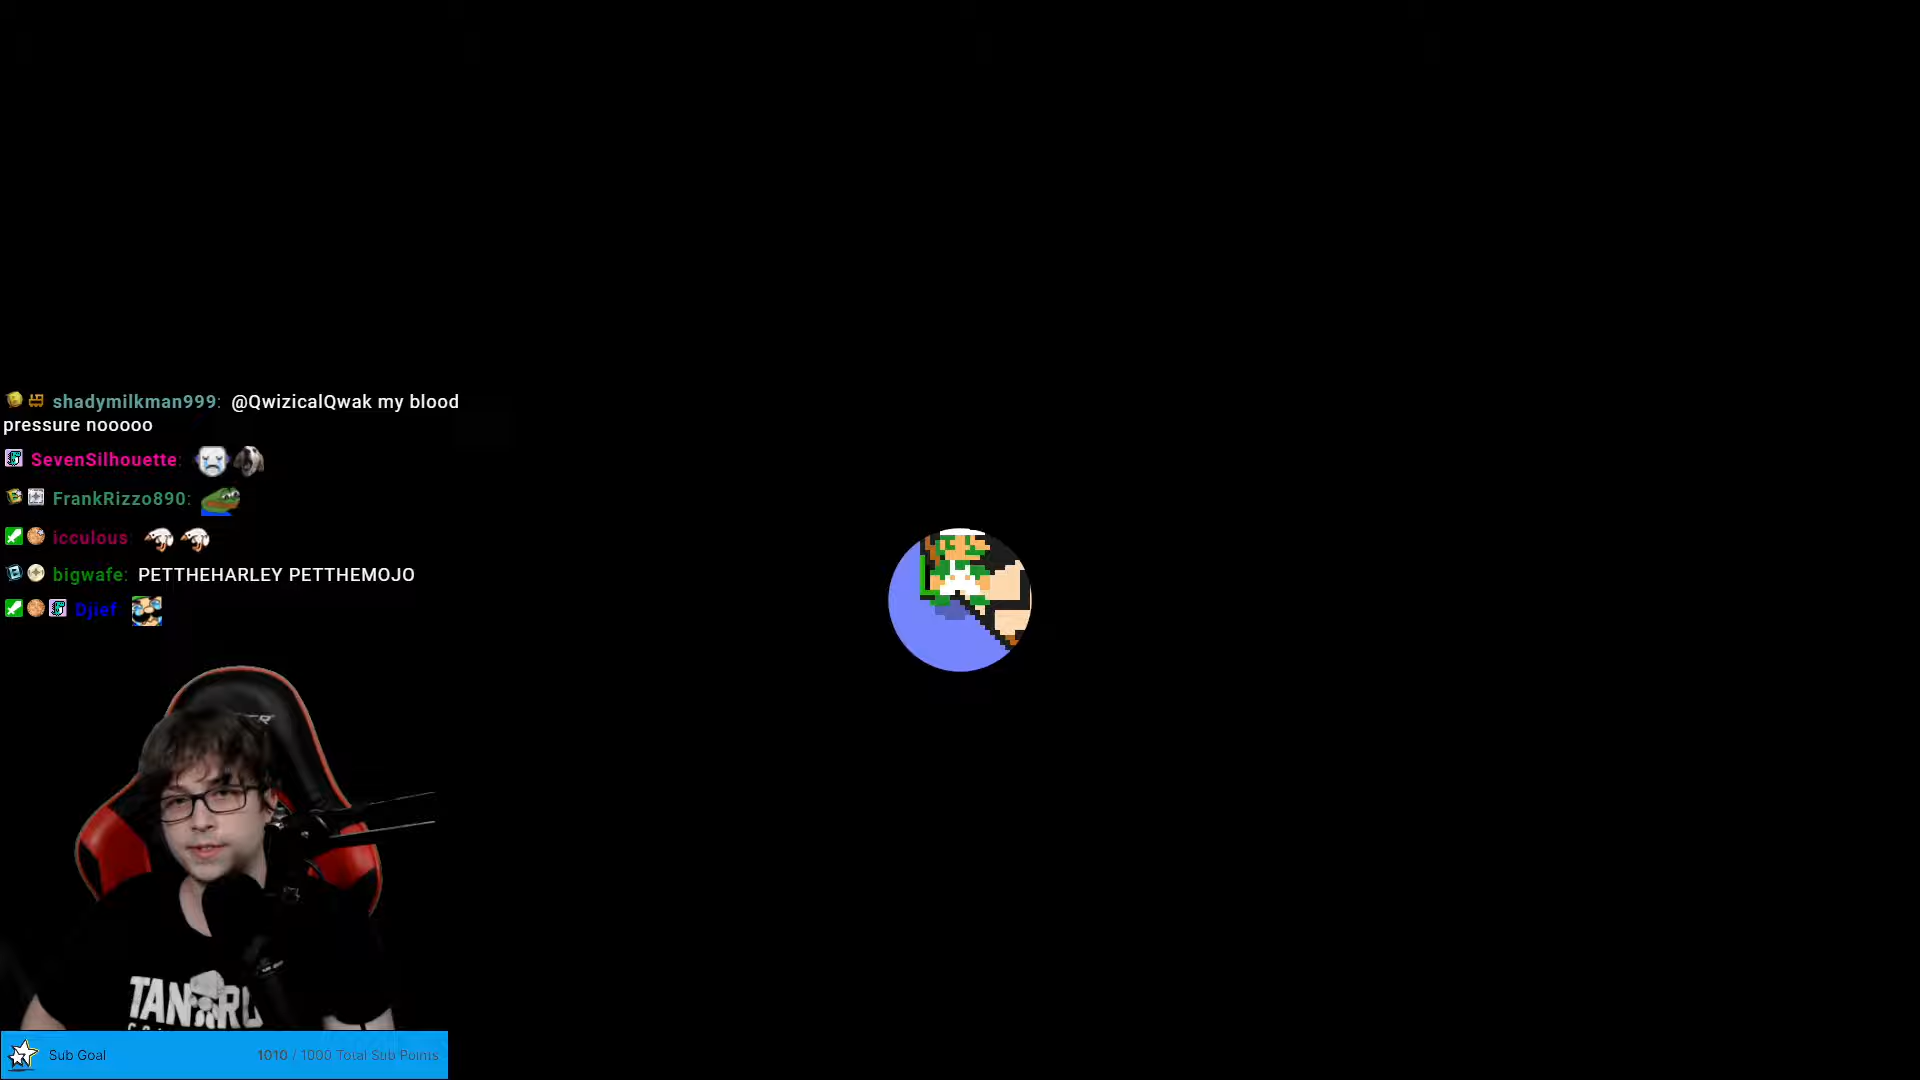 shadymilkman999: @QwizicalQwak my blood
pressure nooooo
SevenSilhouette:
FrankRizzo890:
icculous:
bigwafe: PETTHEHARLEY PETTHEMOJO
Djief
Sub Goal 1010 / 1000 Total Sub Points